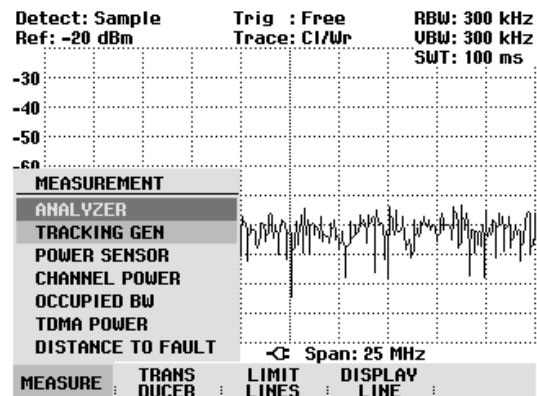 Detect: Sample Trig : Free RBW: 300 kHz
Ref: -20 dBm Trace: Cl/Wr VBW: 300 kHz
SWT: 100 ms
-30
-40
-50
-60
MEASUREMENT
ANALYZER
TRACKING GEN
POWER SENSOR
CHANNEL POWER
OCCUPIED BW
TDMA POWER
DISTANCE TO FAULT
Span: 25 MHz
MEASURE TRANS DUCER LIMIT LINES DISPLAY LINE